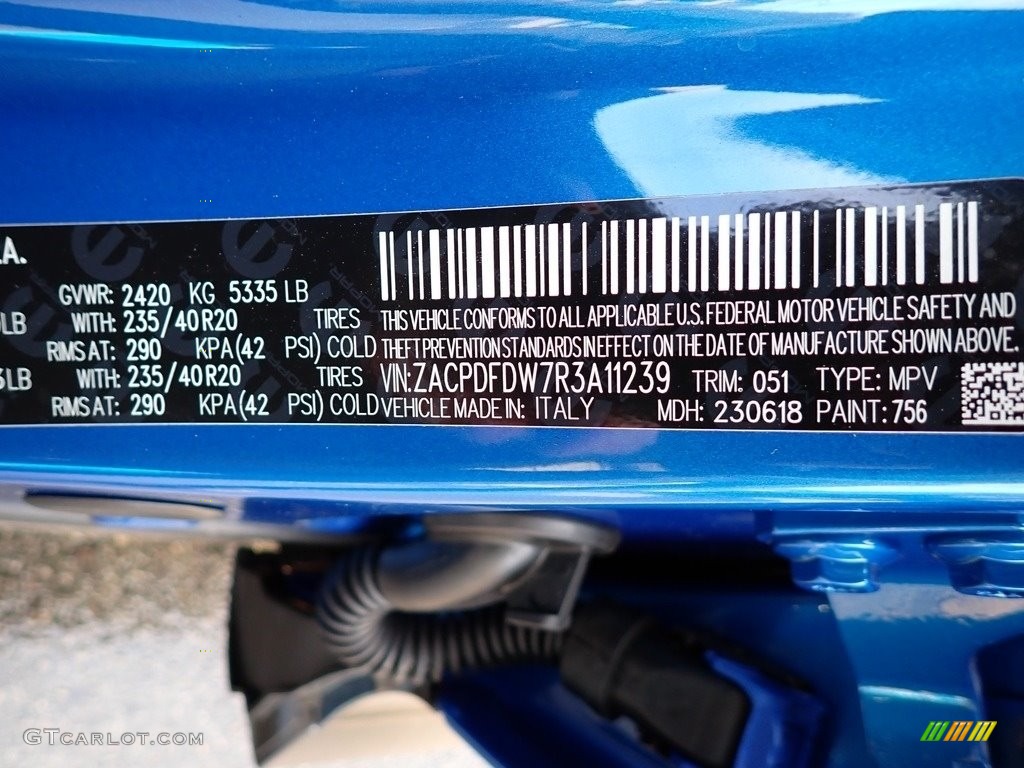 .A.
GVWR: 2420 KG 5335 LB
LB WITH: 235/40R20 TIRES
RIMS AT: 290 KPA(42 PSI) COLD
3LB WITH: 235/40R20 TIRES
RIMS AT: 290 KPA(42 PSI) COLD
THIS VEHICLE CONFORMS TO ALL APPLICABLE U.S. FEDERAL MOTOR VEHICLE SAFETY AND
THEFT PREVENTION STANDARDS IN EFFECT ON THE DATE OF MANUFACTURE SHOWN ABOVE.
VIN: ZACPDFDW7R3A11239 TRIM: 051 TYPE: MPV
VEHICLE MADE IN: ITALY MDH: 230618 PAINT: 756
GTCARLOT.COM